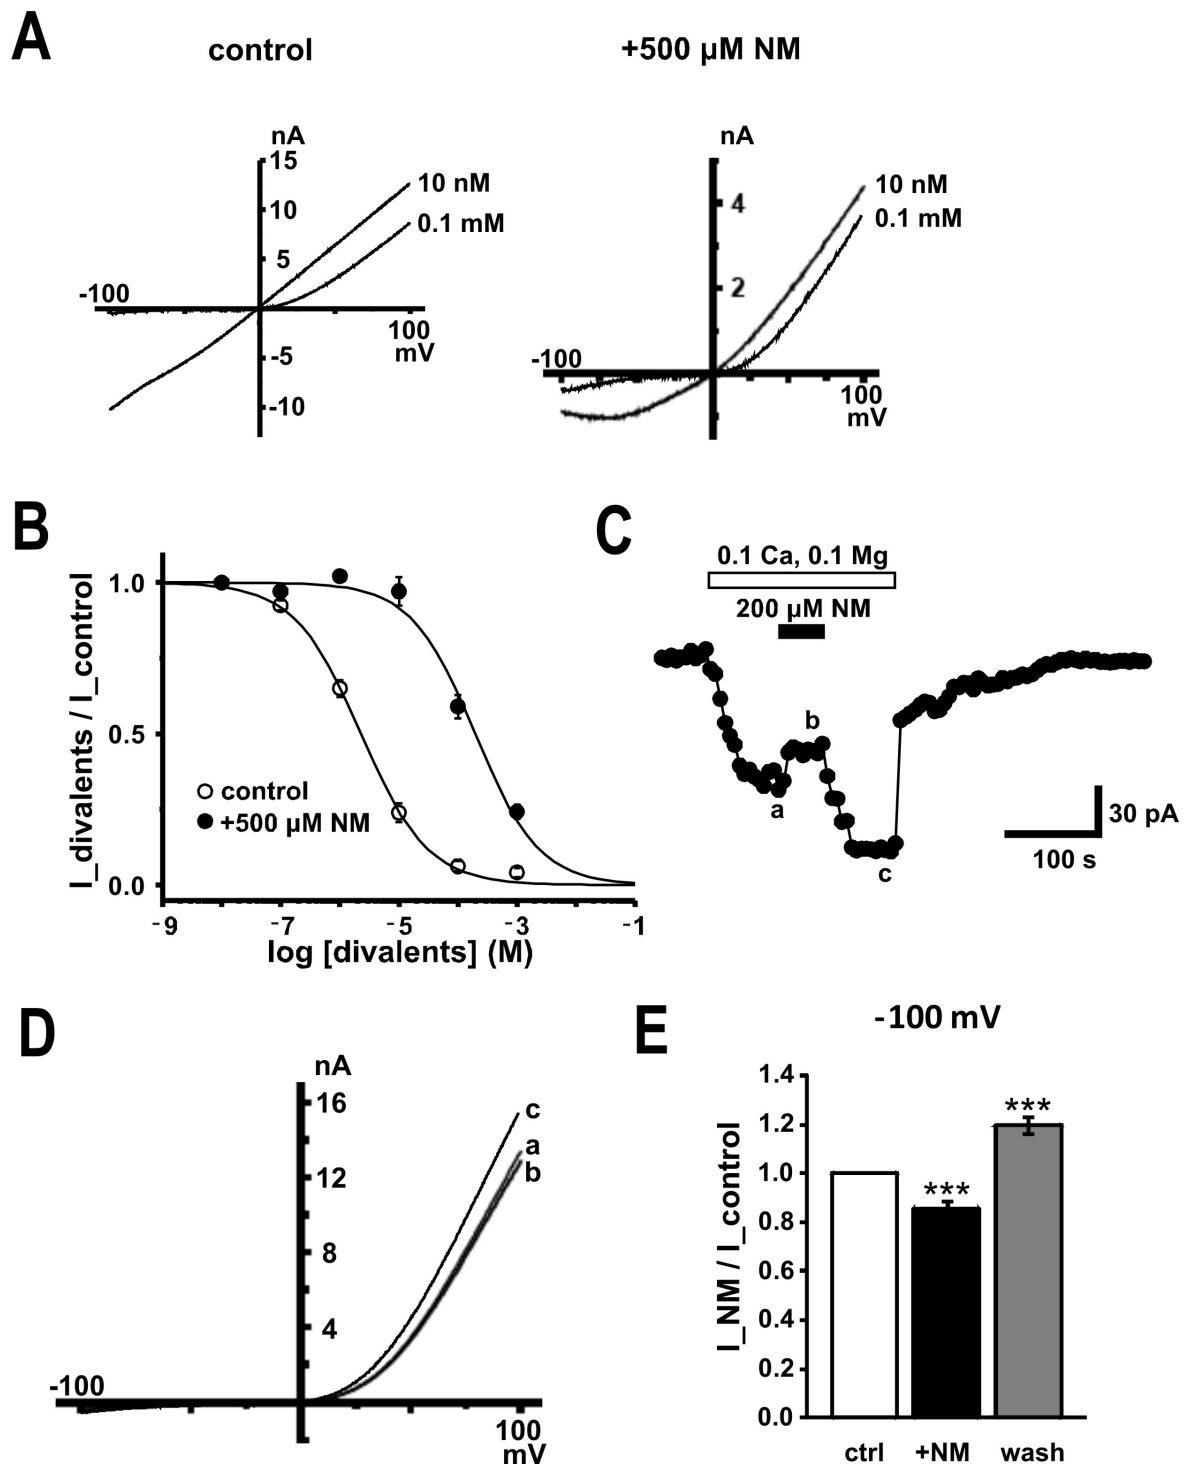 A
control
+500 µM NM
nA
15
10
5
-5
-10
-100
100
mV
10 nM
0.1 mM
nA
4
2
-100
100
mV
10 nM
0.1 mM
B
I_divalents / I_control
1.0
0.5
0.0
control
+500 µM NM
-9
-7
-5
-3
-1
log [divalents] (M)
C
0.1 Ca, 0.1 Mg
200 µM NM
a
b
c
30 pA
100 s
D
nA
16
12
8
4
-100
100
mV
c
a
b
E
-100 mV
I_NM / I_control
1.4
1.2
1.0
0.8
0.6
0.4
0.2
0.0
***
***
ctrl
+NM
wash